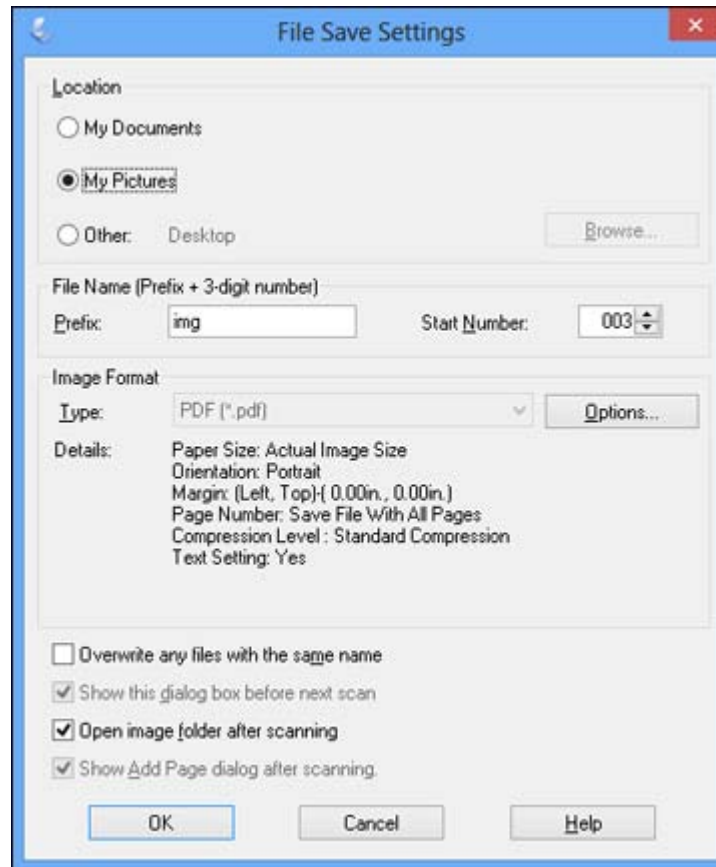 File Save Settings
Location
My Documents
My Pictures
Other: Desktop Browse...
File Name (Prefix + 3-digit number)
Prefix: img Start Number: 003
Image Format
Type: PDF (*.pdf) Options...
Details: Paper Size: Actual Image Size
Orientation: Portrait
Margin: (Left, Top)-( 0.00in., 0.00in.)
Page Number: Save File With All Pages
Compression Level : Standard Compression
Text Setting: Yes
Overwrite any files with the same name
Show this dialog box before next scan
Open image folder after scanning
Show Add Page dialog after scanning.
OK Cancel Help